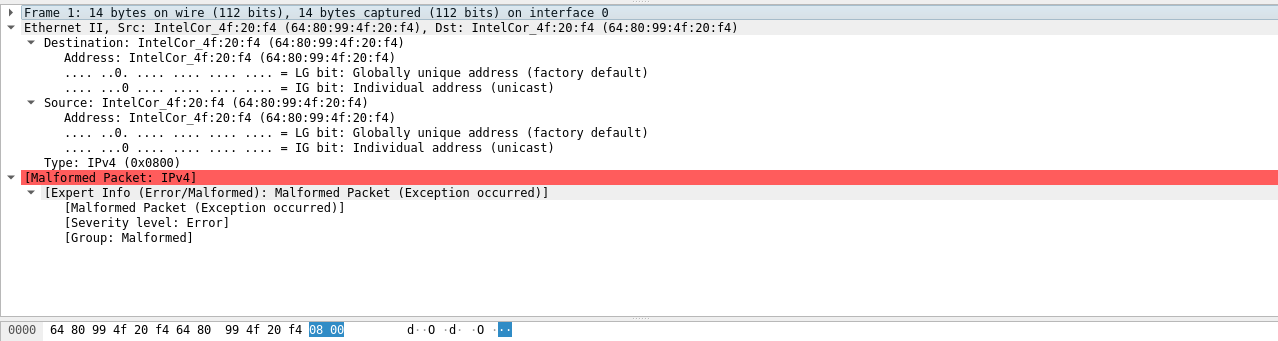 Frame 1: 14 bytes on wire (112 bits), 14 bytes captured (112 bits) on interface 0
Ethernet II, Src: IntelCor_4f:20:f4 (64:80:99:4f:20:f4), Dst: IntelCor_4f:20:f4 (64:80:99:4f:20:f4)
Destination: IntelCor_4f:20:f4 (64:80:99:4f:20:f4)
Address: IntelCor_4f:20:f4 (64:80:99:4f:20:f4)
.... ..0. .... .... .... .... = LG bit: Globally unique address (factory default)
.... ...0 .... .... .... .... = IG bit: Individual address (unicast)
Source: IntelCor_4f:20:f4 (64:80:99:4f:20:f4)
Address: IntelCor_4f:20:f4 (64:80:99:4f:20:f4)
.... ..0. .... .... .... .... = LG bit: Globally unique address (factory default)
.... ...0 .... .... .... .... = IG bit: Individual address (unicast)
Type: IPv4 (0x0800)
[Malformed Packet: IPv4]
[Expert Info (Error/Malformed): Malformed Packet (Exception occurred)]
[Malformed Packet (Exception occurred)]
[Severity level: Error]
[Group: Malformed]
0000 64 80 99 4f 20 f4 64 80 99 4f 20 f4 08 00 d··O ·d· ·O ···